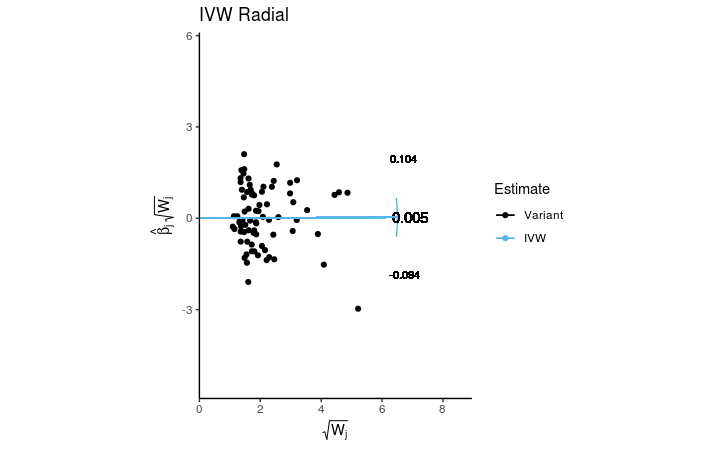 IVW Radial
6
3
0
-3
β̂j√Wj
0.104
0.005
-0.094
0
2
4
6
8
√Wj
Estimate
Variant
IVW